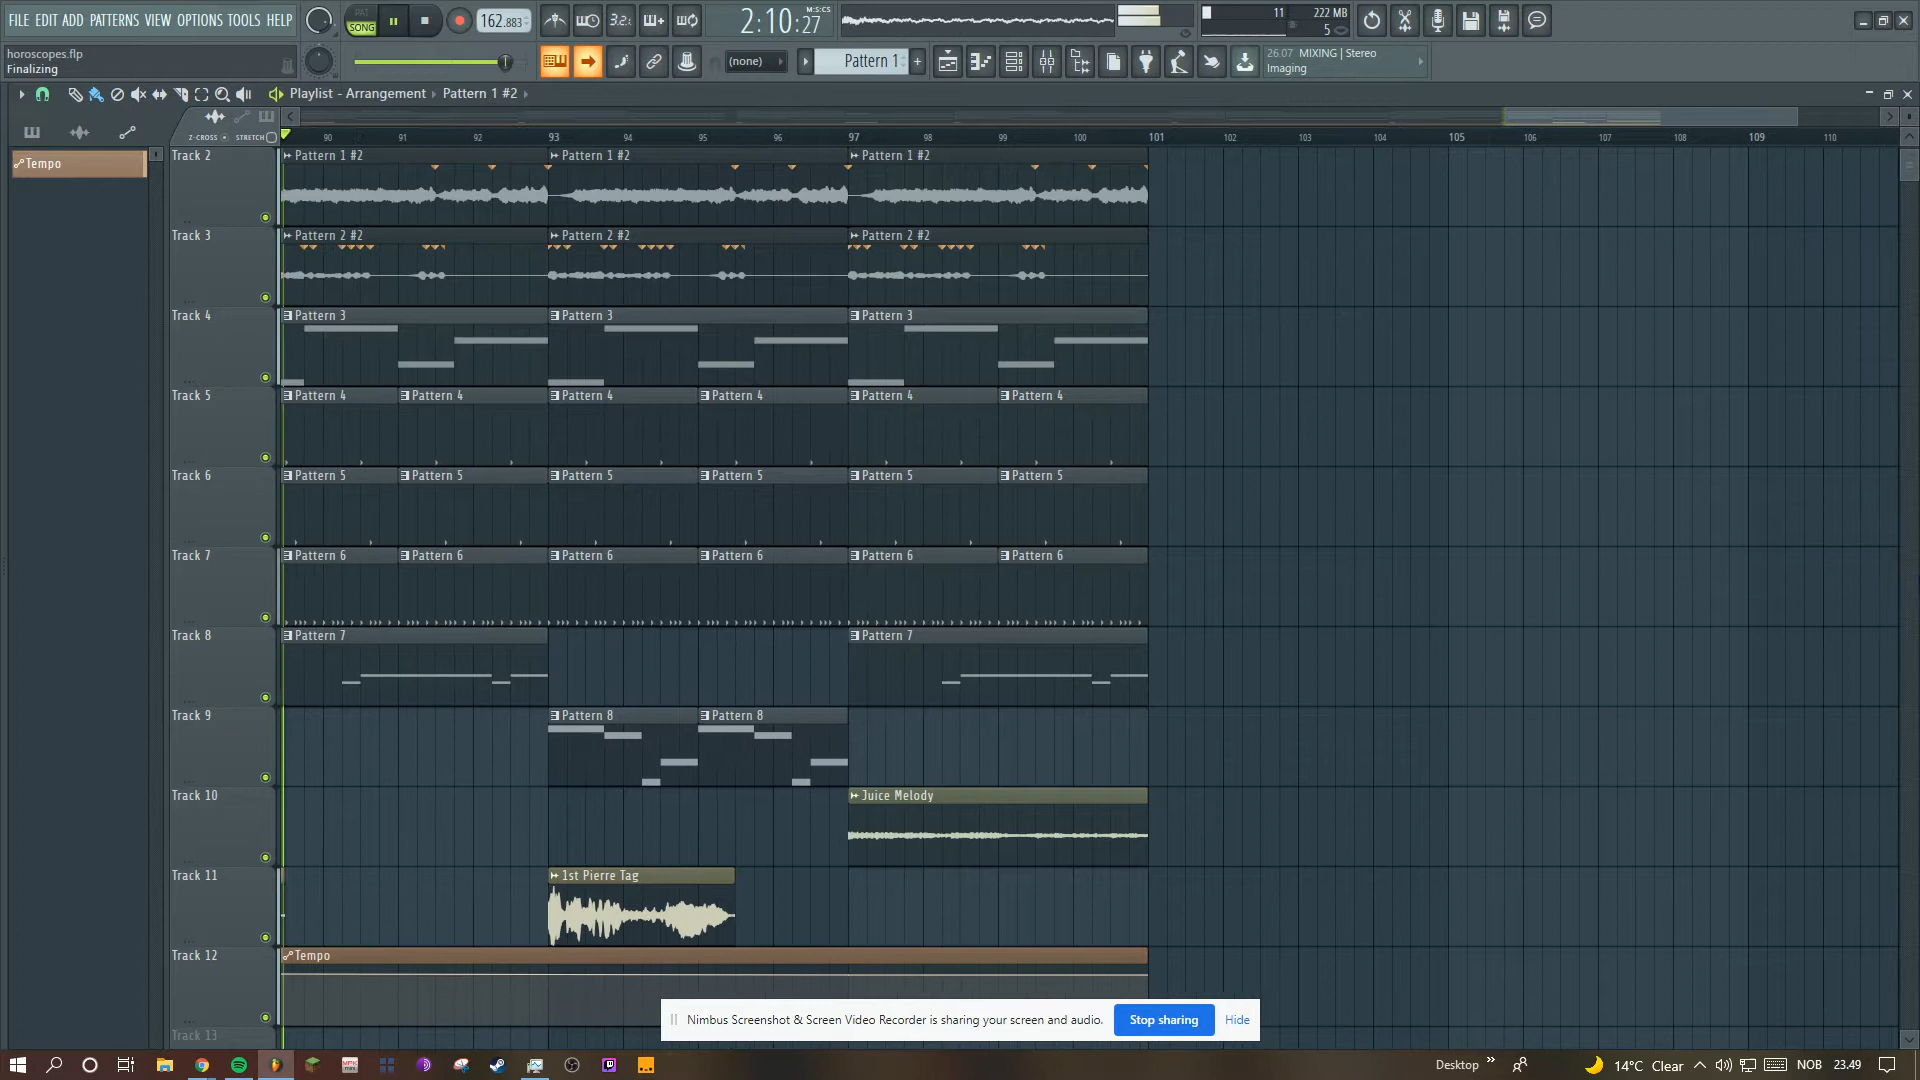 FILE EDIT ADD PATTERNS VIEW OPTIONS TOOLS HELP
PAT
SONG
162.883
3.2.
2:10:27
M:S:CS
11
222 MB
5
horoscopes.flp
Finalizing
(none)
Pattern 1
26.07 MIXING | Stereo
Imaging
Playlist - Arrangement
Pattern 1 #2
Z-CROSS
STRETCH
90 91 92 93 94 95 96 97 98 99 100 101 102 103 104 105 106 107 108 109 110
Tempo
Track 2
Pattern 1 #2
Pattern 1 #2
Pattern 1 #2
Track 3
Pattern 2 #2
Pattern 2 #2
Pattern 2 #2
Track 4
Pattern 3
Pattern 3
Pattern 3
Track 5
Pattern 4
Pattern 4
Pattern 4
Pattern 4
Pattern 4
Pattern 4
Track 6
Pattern 5
Pattern 5
Pattern 5
Pattern 5
Pattern 5
Pattern 5
Track 7
Pattern 6
Pattern 6
Pattern 6
Pattern 6
Pattern 6
Pattern 6
Track 8
Pattern 7
Pattern 7
Track 9
Pattern 8
Pattern 8
Track 10
Juice Melody
Track 11
1st Pierre Tag
Track 12
Tempo
Track 13
Nimbus Screenshot & Screen Video Recorder is sharing your screen and audio.
Stop sharing
Hide
Desktop
14°C Clear
NOB
23.49